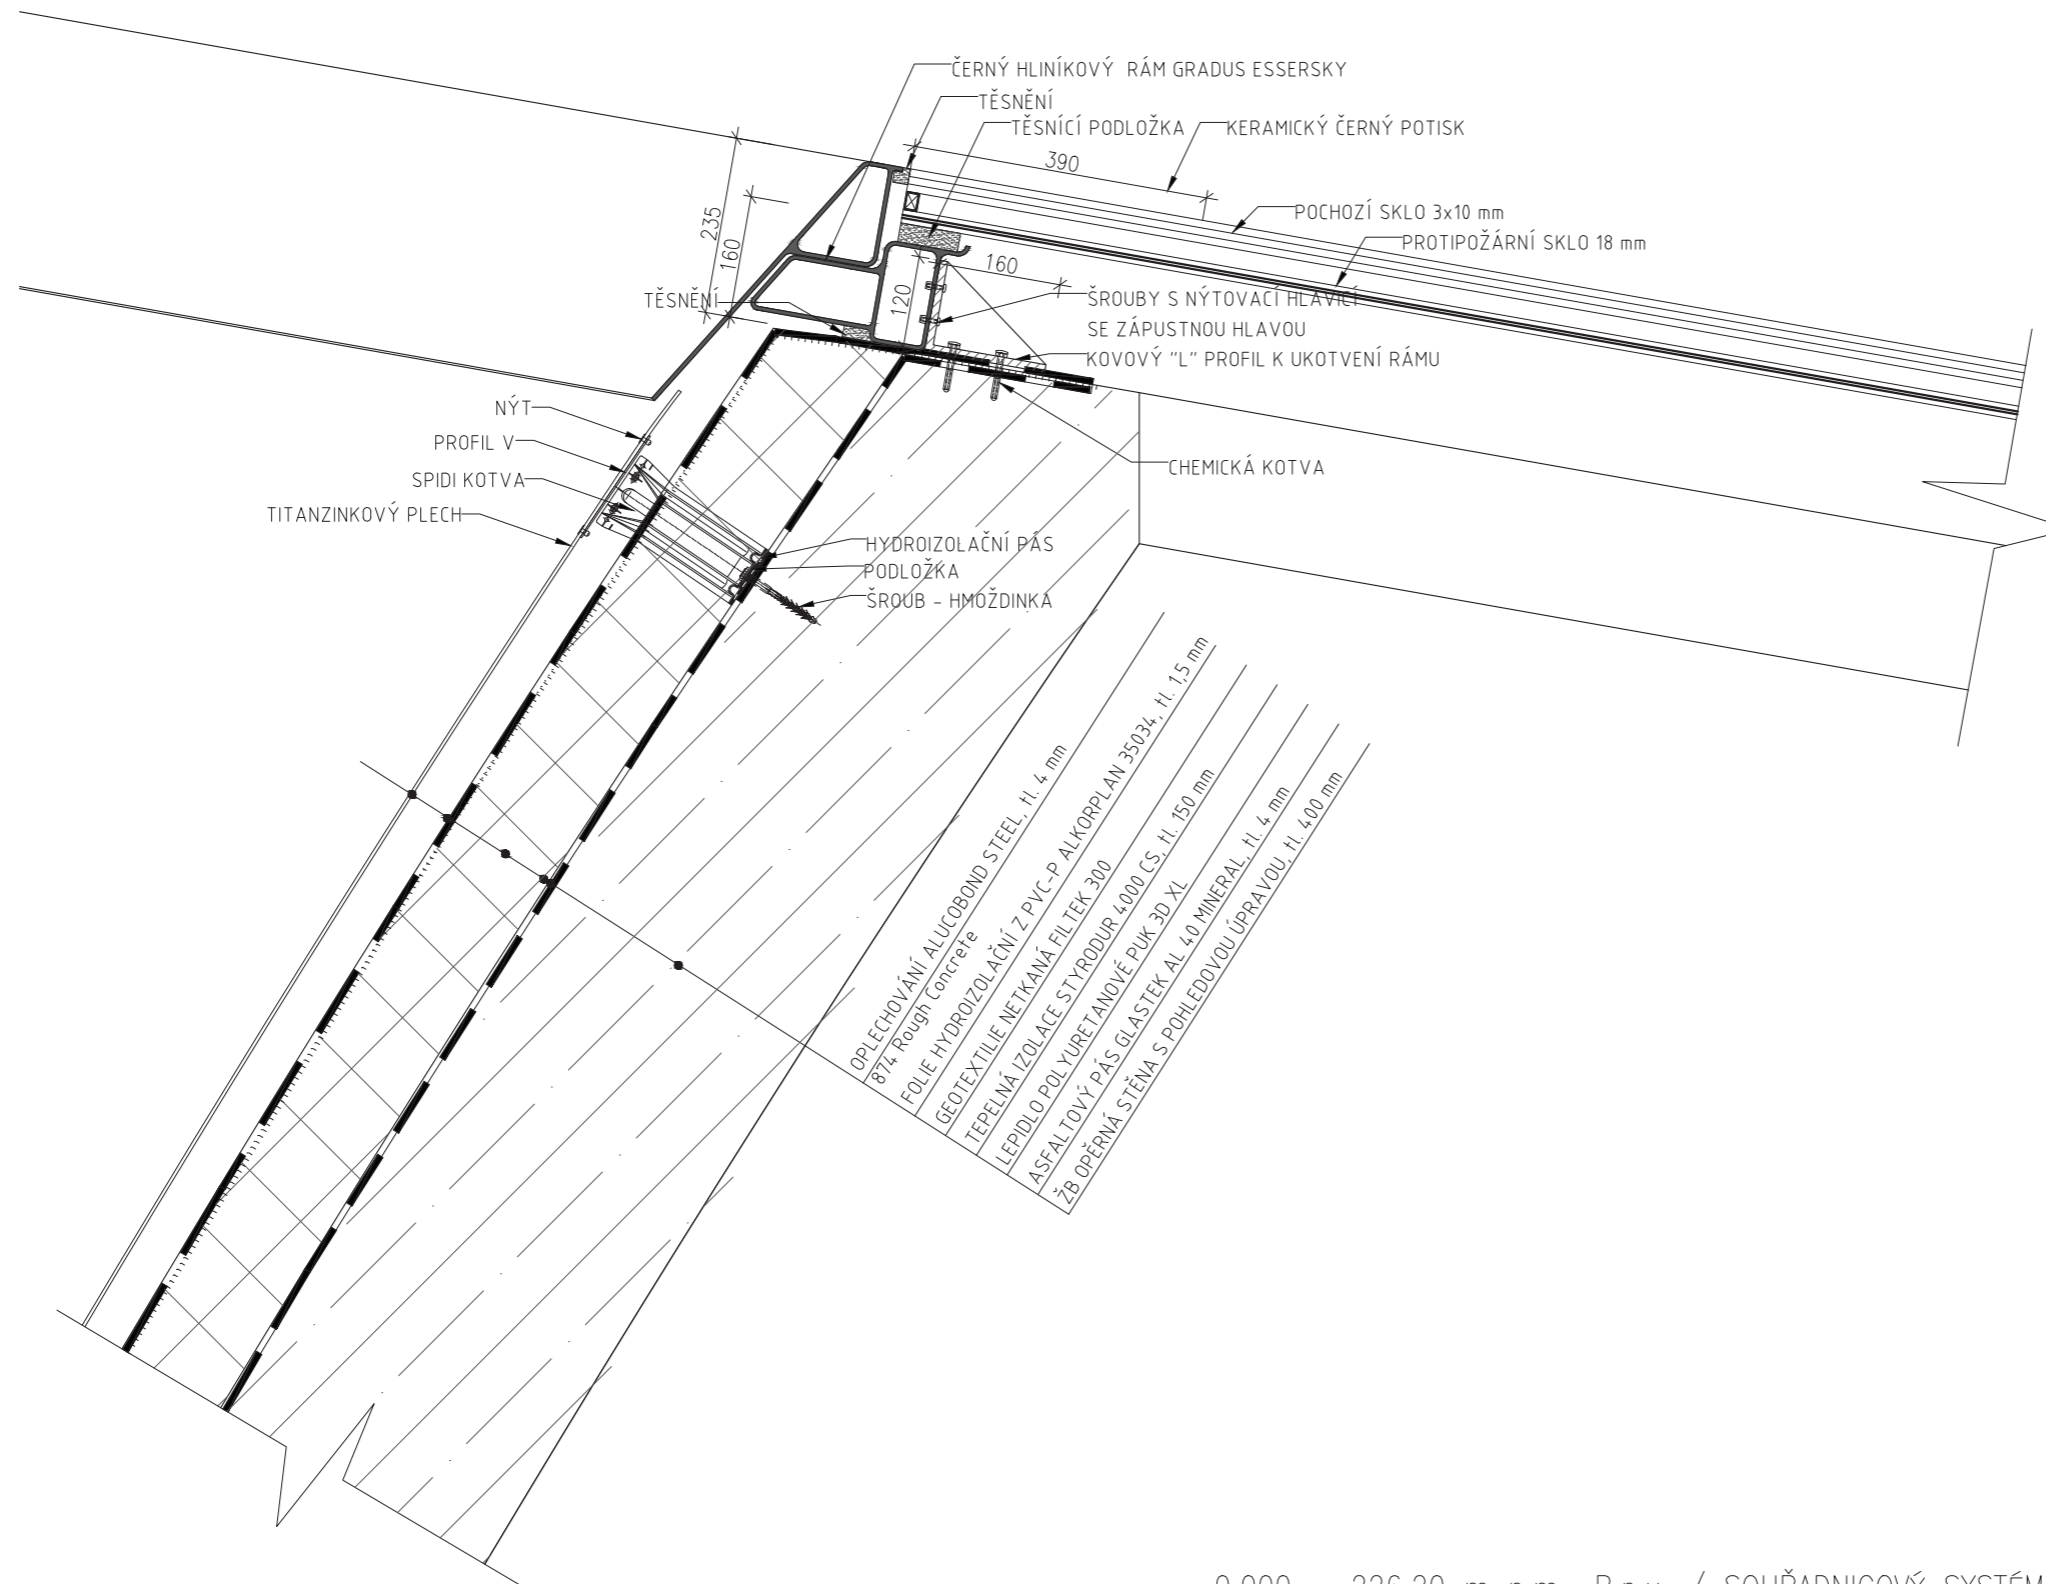 ČERNÝ HLINÍKOVÝ RÁM GRADUS ESSERSKY
TĚSNĚNÍ
TĚSNÍCÍ PODLOŽKA
KERAMICKÝ ČERNÝ POTISK
390
POCHOZÍ SKLO 3x10 mm
PROTIPOŽÁRNÍ SKLO 18 mm
235
160
160
120
TĚSNĚNÍ
ŠROUBY S NÝTOVACÍ HLAVICÍ
SE ZÁPUSTNOU HLAVOU
KOVOVÝ "L" PROFIL K UKOTVENÍ RÁMU
NÝT
PROFIL V
SPIDI KOTVA
TITANZINKOVÝ PLECH
CHEMICKÁ KOTVA
HYDROIZOLAČNÍ PÁS
PODLOŽKA
ŠROUB - HMOŽDINKA
OPLECHOVÁNÍ ALUCOBOND STEEL, tl. 4 mm
874 Rough Concrete
FOLIE HYDROIZOLAČNÍ Z PVC-P ALKORPLAN 35034, tl. 1,5 mm
GEOTEXTILIE NETKANÁ FILTEK 300
TEPELNÁ IZOLACE STYRODUR 4000 CS, tl. 150 mm
LEPIDLO POLYURETANOVÉ PUK 3D XL
ASFALTOVÝ PÁS GLASTEK AL 40 MINERAL, tl. 4 mm
ŽB OPĚRNÁ STĚNA S POHLEDOVOU ÚPRAVOU, tl. 400 mm